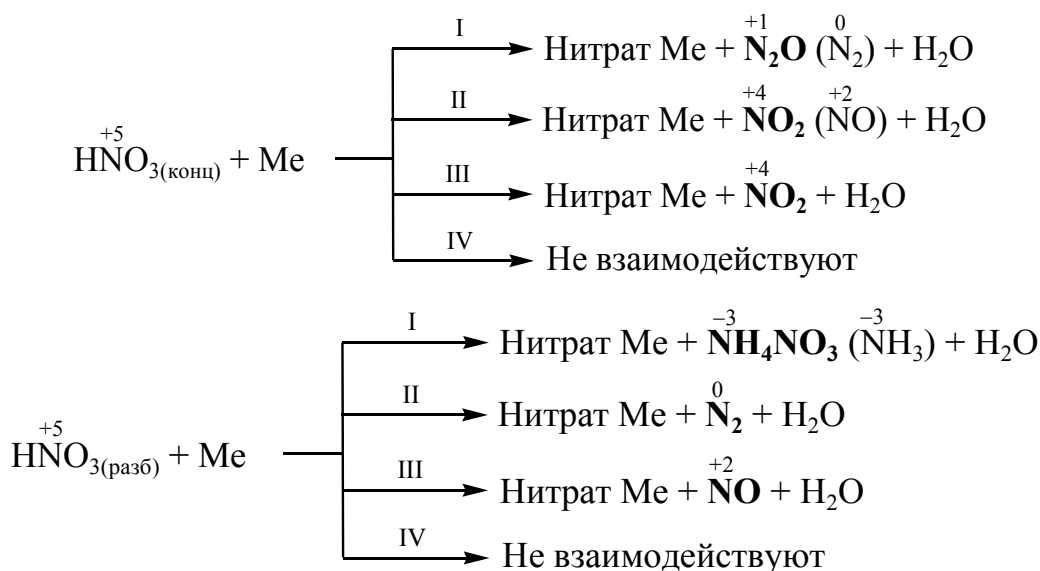 I
Нитрат Me + N₂O (N₂) + H₂O
+1 0
II
Нитрат Me + NO₂ (NO) + H₂O
+4 +2
HNO₃(конц) + Me
+5
III
Нитрат Me + NO₂ + H₂O
+4
IV
Не взаимодействуют
I
Нитрат Me + NH₄NO₃ (NH₃) + H₂O
–3 –3
II
Нитрат Me + N₂ + H₂O
0
HNO₃(разб) + Me
+5
III
Нитрат Me + NO + H₂O
+2
IV
Не взаимодействуют